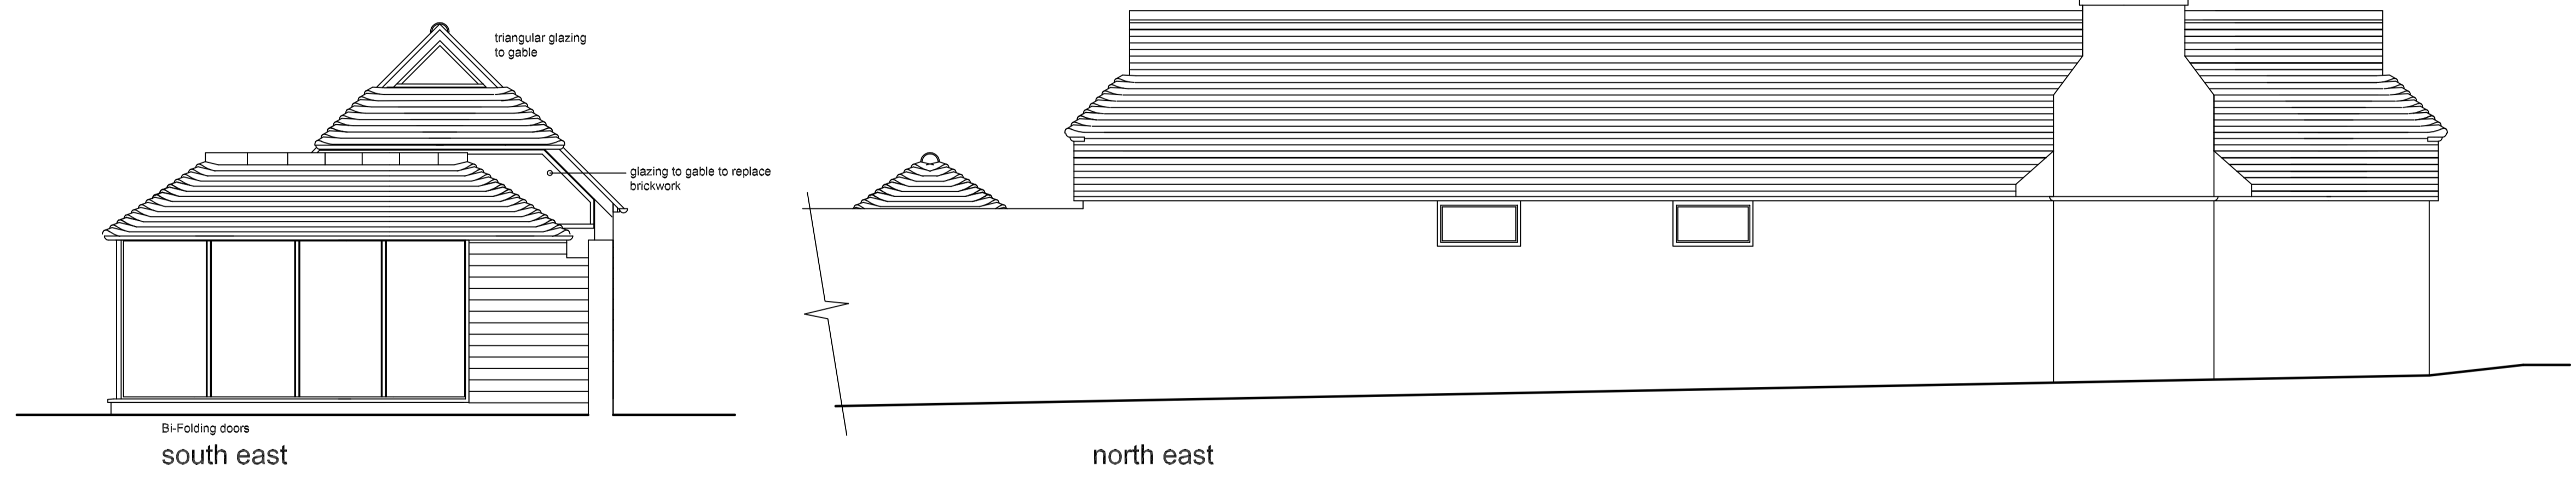 triangular glazing
to gable
glazing to gable to replace
brickwork
Bi-Folding doors
south east
north east